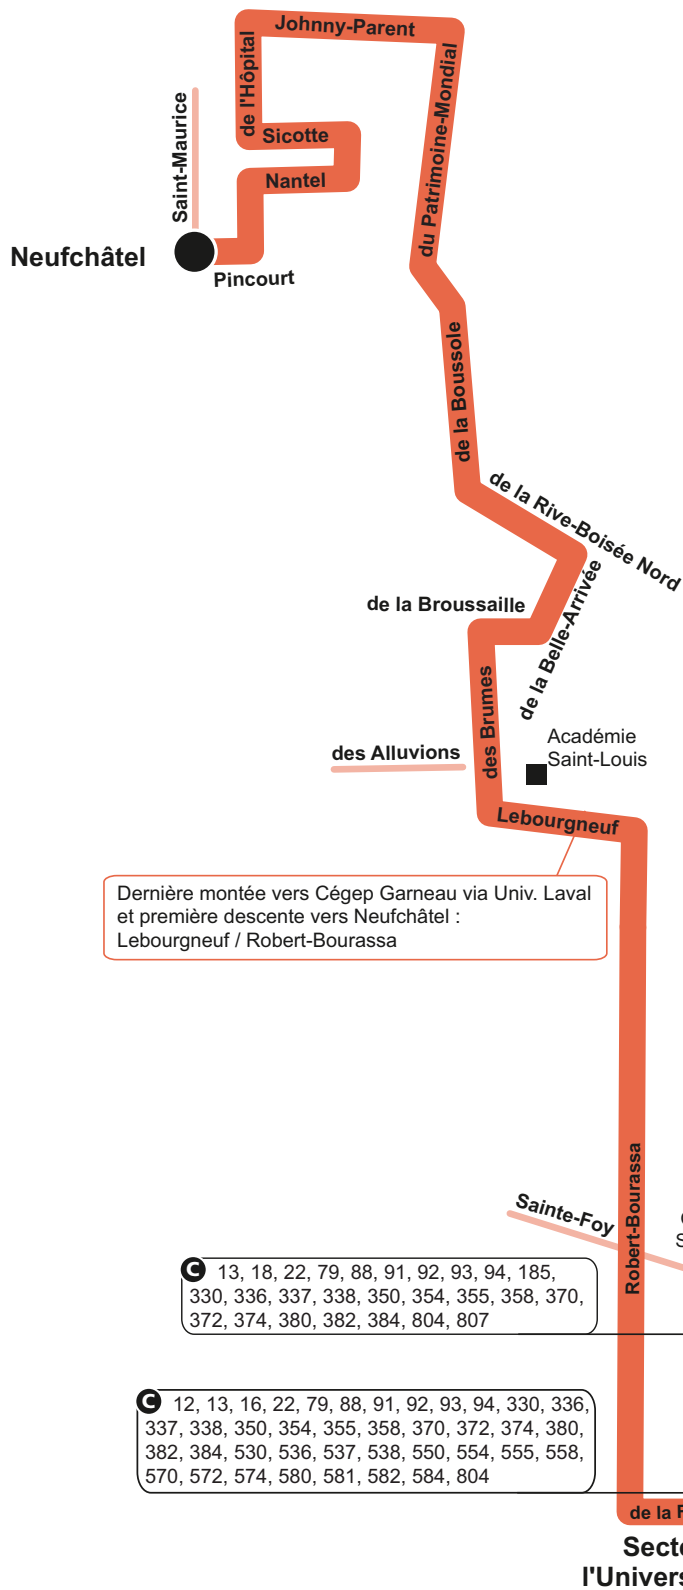 Johnny-Parent
de l'Hôpital
Saint-Maurice
Sicotte
du Patrimoine-Mondial
Nantel
Neufchâtel
Pincourt
de la Boussole
de la Rive-Boisée Nord
de la Broussaille
de la Belle-Arrivée
des Brumes
des Alluvions
Académie
Saint-Louis
Lebourgneuf
Dernière montée vers Cégep Garneau via Univ. Laval
et première descente vers Neufchâtel :
Lebourgneuf / Robert-Bourassa
Robert-Bourassa
Sainte-Foy
C 13, 18, 22, 79, 88, 91, 92, 93, 94, 185,
330, 336, 337, 338, 350, 354, 355, 358, 370,
372, 374, 380, 382, 384, 804, 807
C 12, 13, 16, 22, 79, 88, 91, 92, 93, 94, 330, 336,
337, 338, 350, 354, 355, 358, 370, 372, 374, 380,
382, 384, 530, 536, 537, 538, 550, 554, 555, 558,
570, 572, 574, 580, 581, 582, 584, 804
de la